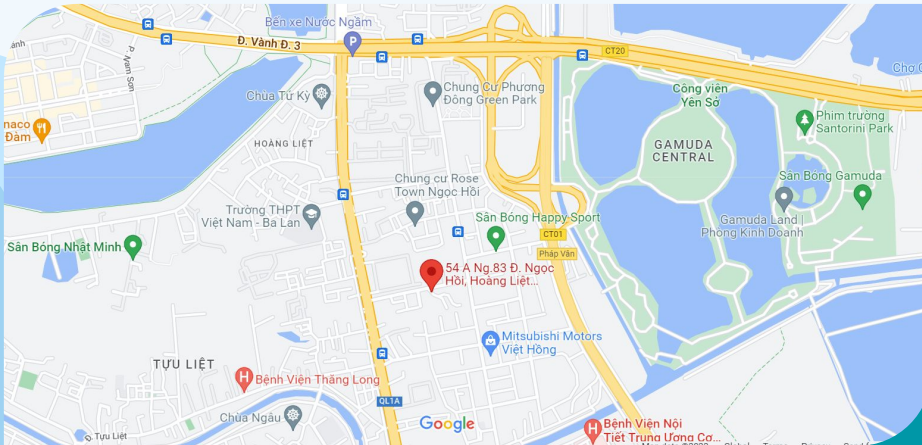 Bến xe Nước Ngầm
P
Đ. Vành Đ. 3
CT20
Chùa Tứ Kỳ
Chung Cư Phương
Đông Green Park
Công viên
Yên Sở
Phim trường
Santorini Park
Đàm
HOÀNG LIỆT
GAMUDA
CENTRAL
Chung cư Rose
Town Ngọc Hồi
Sân Bóng Gamuda
Trường THPT
Việt Nam - Ba Lan
Sân Bóng Happy Sport
Gamuda Land |
Phòng Kinh Doanh
CT01
Pháp Vân
Sân Bóng Nhật Minh
54 A Ng.83 Đ. Ngọc
Hồi, Hoàng Liệt...
Mitsubishi Motors
Việt Hồng
TỰU LIỆT
H
Bệnh Viện Thăng Long
QL1A
Chùa Ngâu
Google
H
Bệnh Viện Nội
Tiết Trung Ương Cơ...
Đ. Tựu Liệt